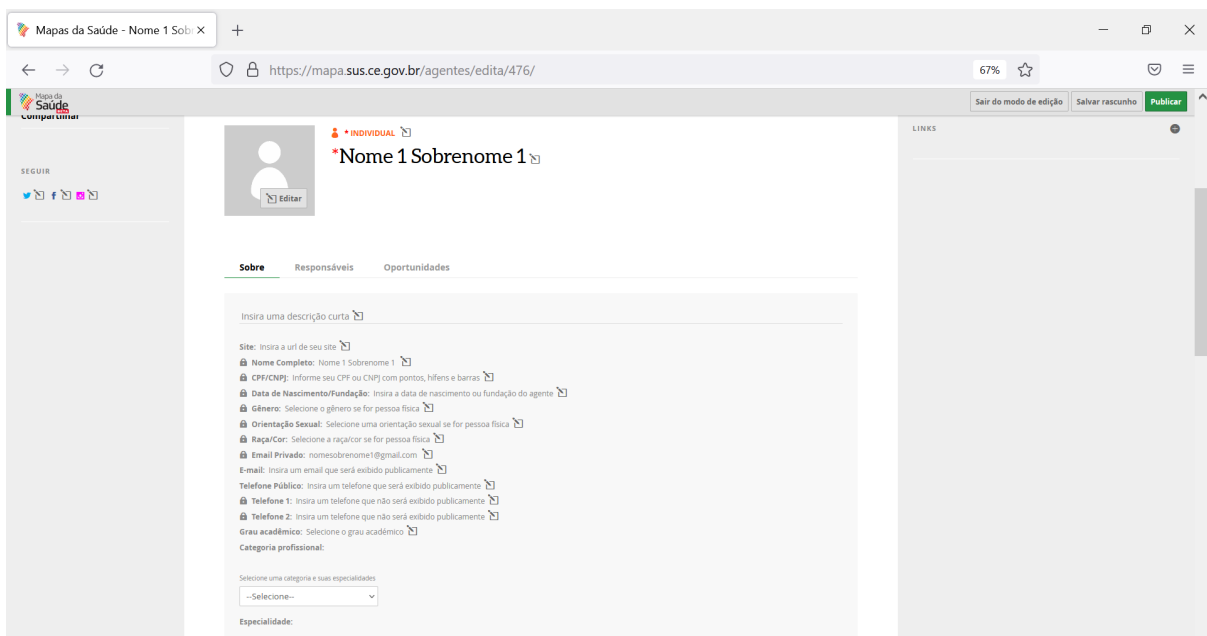 Mapas da Saúde - Nome 1 Sobr
https://mapa.sus.ce.gov.br/agentes/edita/476/
67%
Mapa da
Saúde
BETA
Sair do modo de edição
Salvar rascunho
Publicar
Compartilhar
SEGUIR
* INDIVIDUAL
*Nome 1 Sobrenome 1
Editar
LINKS
Sobre Responsáveis Oportunidades
Insira uma descrição curta
Site: Insira a url de seu site
Nome Completo: Nome 1 Sobrenome 1
CPF/CNPJ: Informe seu CPF ou CNPJ com pontos, hífens e barras
Data de Nascimento/Fundação: Insira a data de nascimento ou fundação do agente
Gênero: Selecione o gênero se for pessoa física
Orientação Sexual: Selecione uma orientação sexual se for pessoa física
Raça/Cor: Selecione a raça/cor se for pessoa física
Email Privado: nomesobrenome1@gmail.com
E-mail: Insira um email que será exibido publicamente
Telefone Público: Insira um telefone que será exibido publicamente
Telefone 1: Insira um telefone que não será exibido publicamente
Telefone 2: Insira um telefone que não será exibido publicamente
Grau acadêmico: Selecione o grau acadêmico
Categoria profissional:
Selecione uma categoria e suas especialidades
--Selecione--
Especialidade: